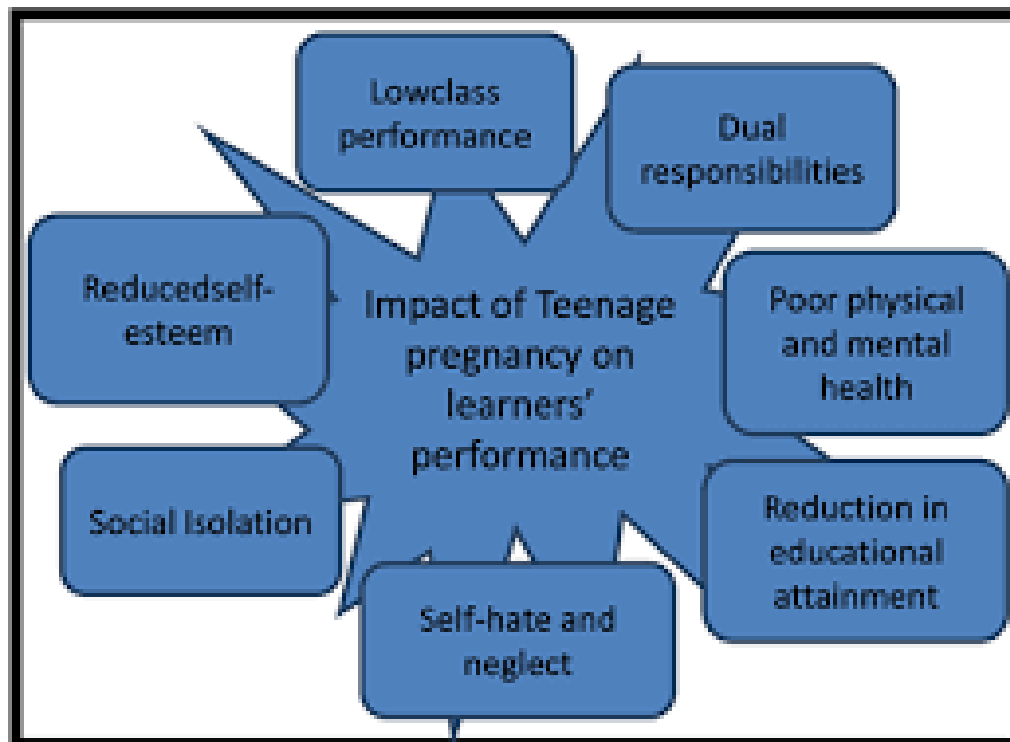 Lowclass
performance
Dual
responsibilities
Reducedself-
esteem
Impact of Teenage
pregnancy on
learners'
performance
Poor physical
and mental
health
Social Isolation
Reduction in
educational
attainment
Self-hate and
neglect